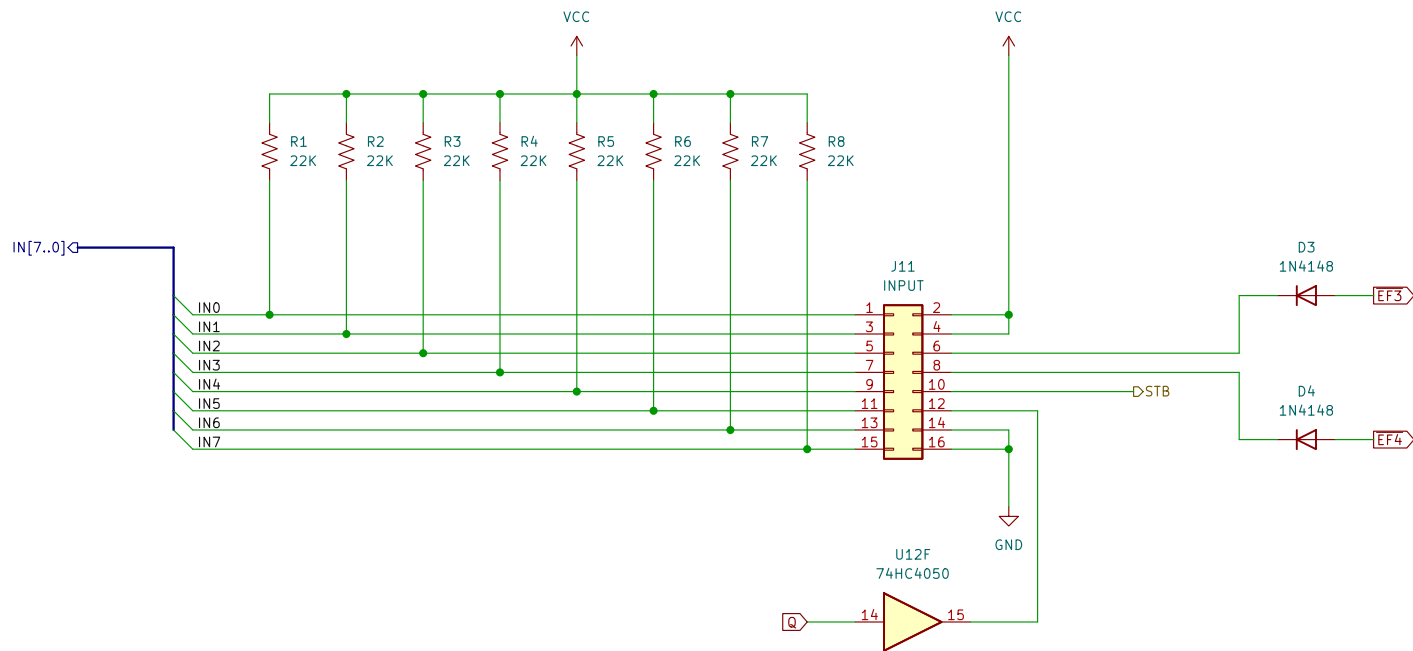 VCC
VCC
R1
22K
R2
22K
R3
22K
R4
22K
R5
22K
R6
22K
R7
22K
R8
22K
IN[7..0]
IN0
IN1
IN2
IN3
IN4
IN5
IN6
IN7
J11
INPUT
1 2
3 4
5 6
7 8
9 10
11 12
13 14
15 16
D3
1N4148
EF3
STB
D4
1N4148
EF4
GND
U12F
74HC4050
Q
14
15